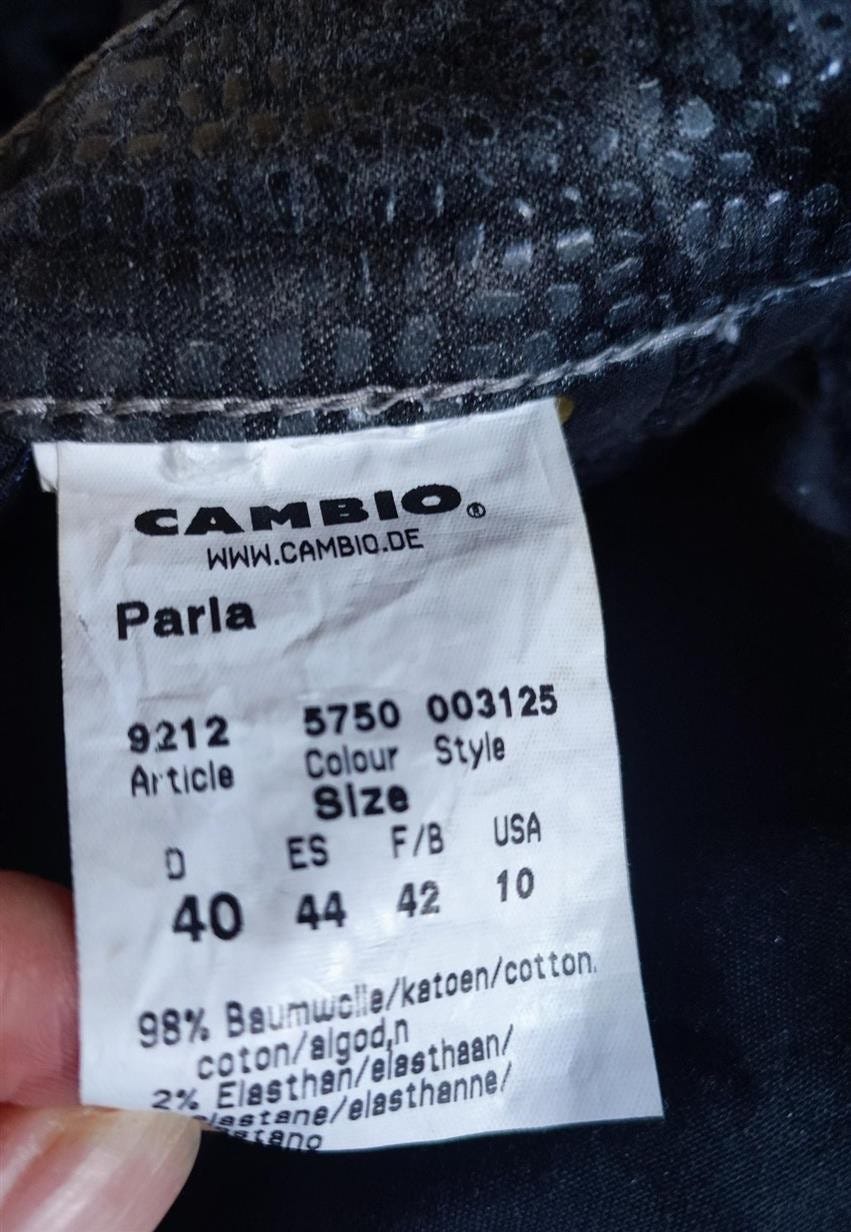 CAMBIO®
WWW.CAMBIO.DE
Parla
9212 5750 003125
Article Colour Style
Size
D ES F/B USA
40 44 42 10
98% Baumwolle/katoen/cotton
coton/algod,n
2% Elasthan/elasthaan/
elastane/elasthanne/